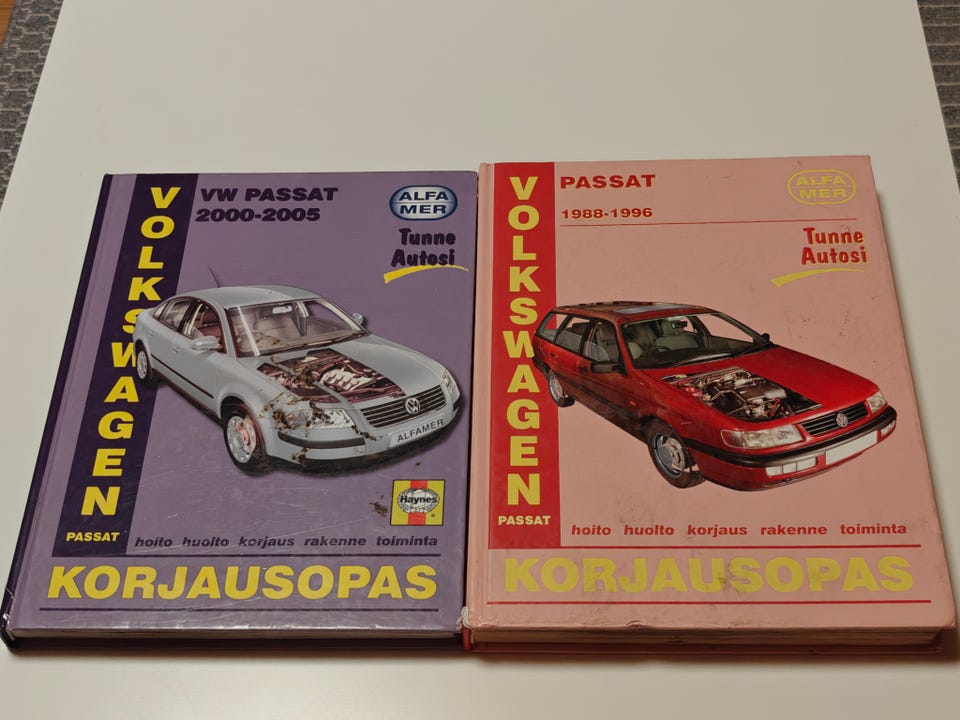 VOLKSWAGEN
PASSAT
VW PASSAT
2000-2005
ALFA
MER
Tunne
Autosi
ALFAMER
Haynes
hoito huolto korjaus rakenne toiminta
KORJAUSOPAS
VOLKSWAGEN
PASSAT
PASSAT
1988-1996
ALFA
MER
Tunne
Autosi
hoito huolto korjaus rakenne toiminta
KORJAUSOPAS